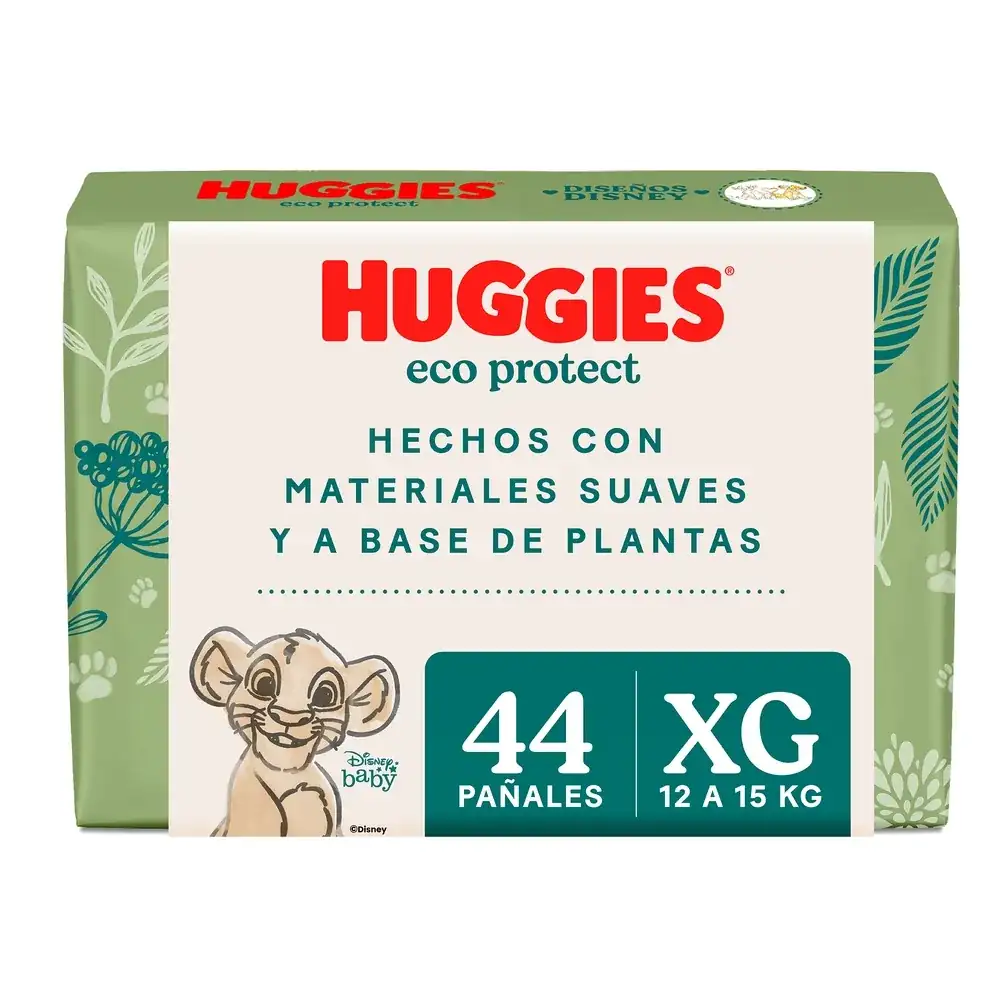 HUGGIES
eco protect
DISEÑOS
DISNEY
HUGGIES®
eco protect
HECHOS CON
MATERIALES SUAVES
Y A BASE DE PLANTAS
Disney
baby
©Disney
44
PAÑALES
XG
12 A 15 KG